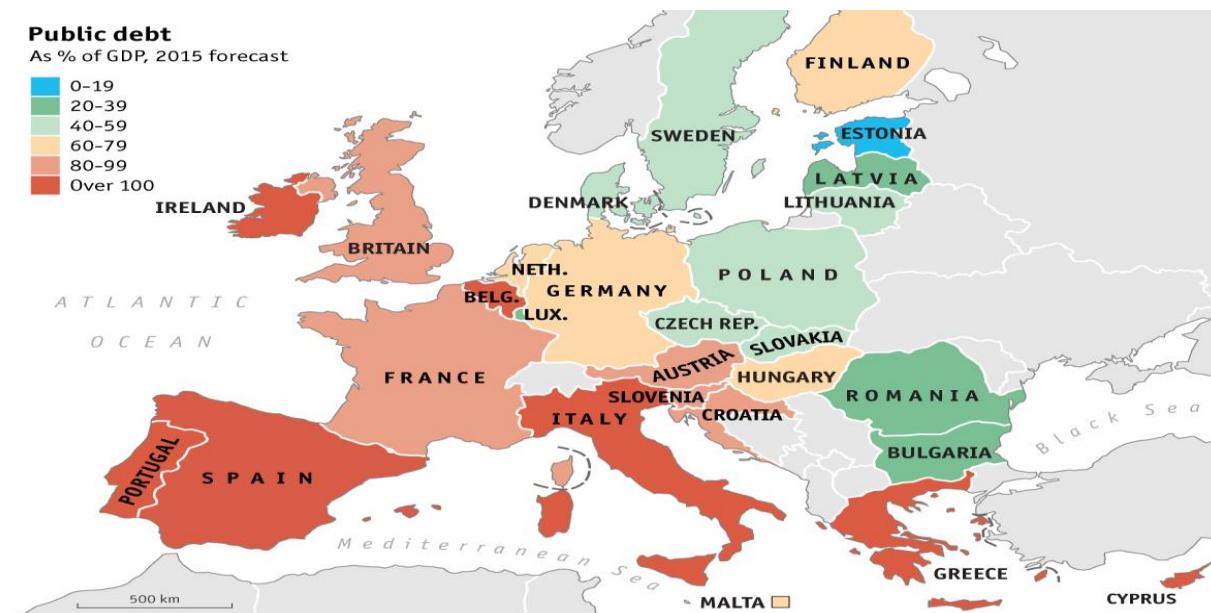 Public debt
As % of GDP, 2015 forecast
0–19
20–39
40–59
60–79
80–99
Over 100
FINLAND
SWEDEN
ESTONIA
LATVIA
LITHUANIA
DENMARK
IRELAND
BRITAIN
NETH.
GERMANY
POLAND
BELG.
LUX.
CZECH REP.
SLOVAKIA
ATLANTIC
OCEAN
FRANCE
AUSTRIA
HUNGARY
SLOVENIA
CROATIA
ITALY
ROMANIA
BULGARIA
Black Sea
PORTUGAL
SPAIN
Mediterranean Sea
GREECE
CYPRUS
MALTA
500 km